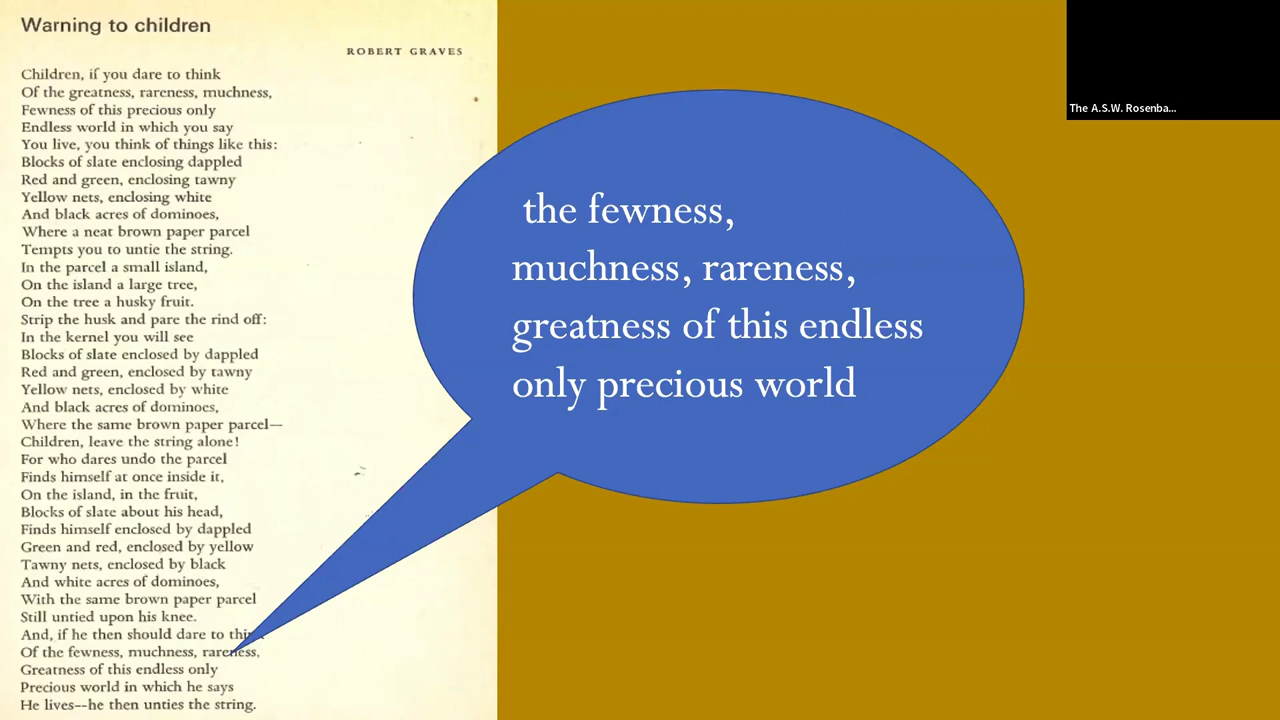 Warning to children
ROBERT GRAVES
Children, if you dare to think
Of the greatness, rareness, muchness,
Fewness of this precious only
Endless world in which you say
You live, you think of things like this:
Blocks of slate enclosing dappled
Red and green, enclosing tawny
Yellow nets, enclosing white
And black acres of dominoes,
Where a neat brown paper parcel
Tempts you to untie the string.
In the parcel a small island,
On the island a large tree,
On the tree a husky fruit.
Strip the husk and pare the rind off:
In the kernel you will see
Blocks of slate enclosed by dappled
Red and green, enclosed by tawny
Yellow nets, enclosed by white
And black acres of dominoes,
Where the same brown paper parcel—
Children, leave the string alone!
For who dares undo the parcel
Finds himself at once inside it,
On the island, in the fruit,
Blocks of slate about his head,
Finds himself enclosed by dappled
Green and red, enclosed by yellow
Tawny nets, enclosed by black
And white acres of dominoes,
With the same brown paper parcel
Still untied upon his knee.
And, if he then should dare to think
Of the fewness, muchness, rareness,
Greatness of this endless only
Precious world in which he says
He lives--he then unties the string.
the fewness,
muchness, rareness,
greatness of this endless
only precious world
The A.S.W. Rosenba...